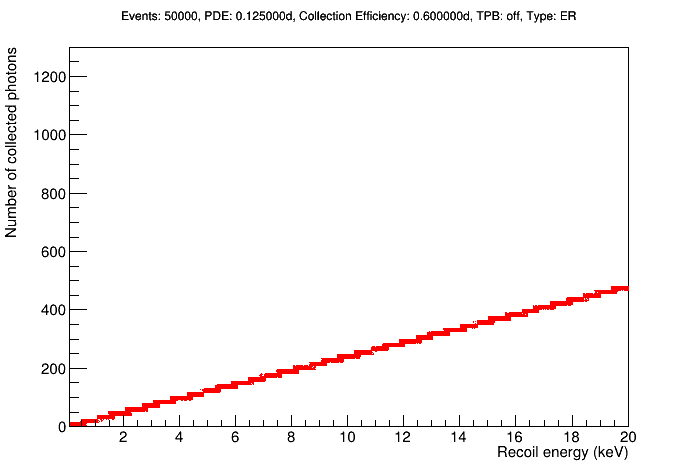 Events: 50000, PDE: 0.125000d, Collection Efficiency: 0.600000d, TPB: off, Type: ER
Number of collected photons
1200
1000
800
600
400
200
0
2 4 6 8 10 12 14 16 18 20
Recoil energy (keV)